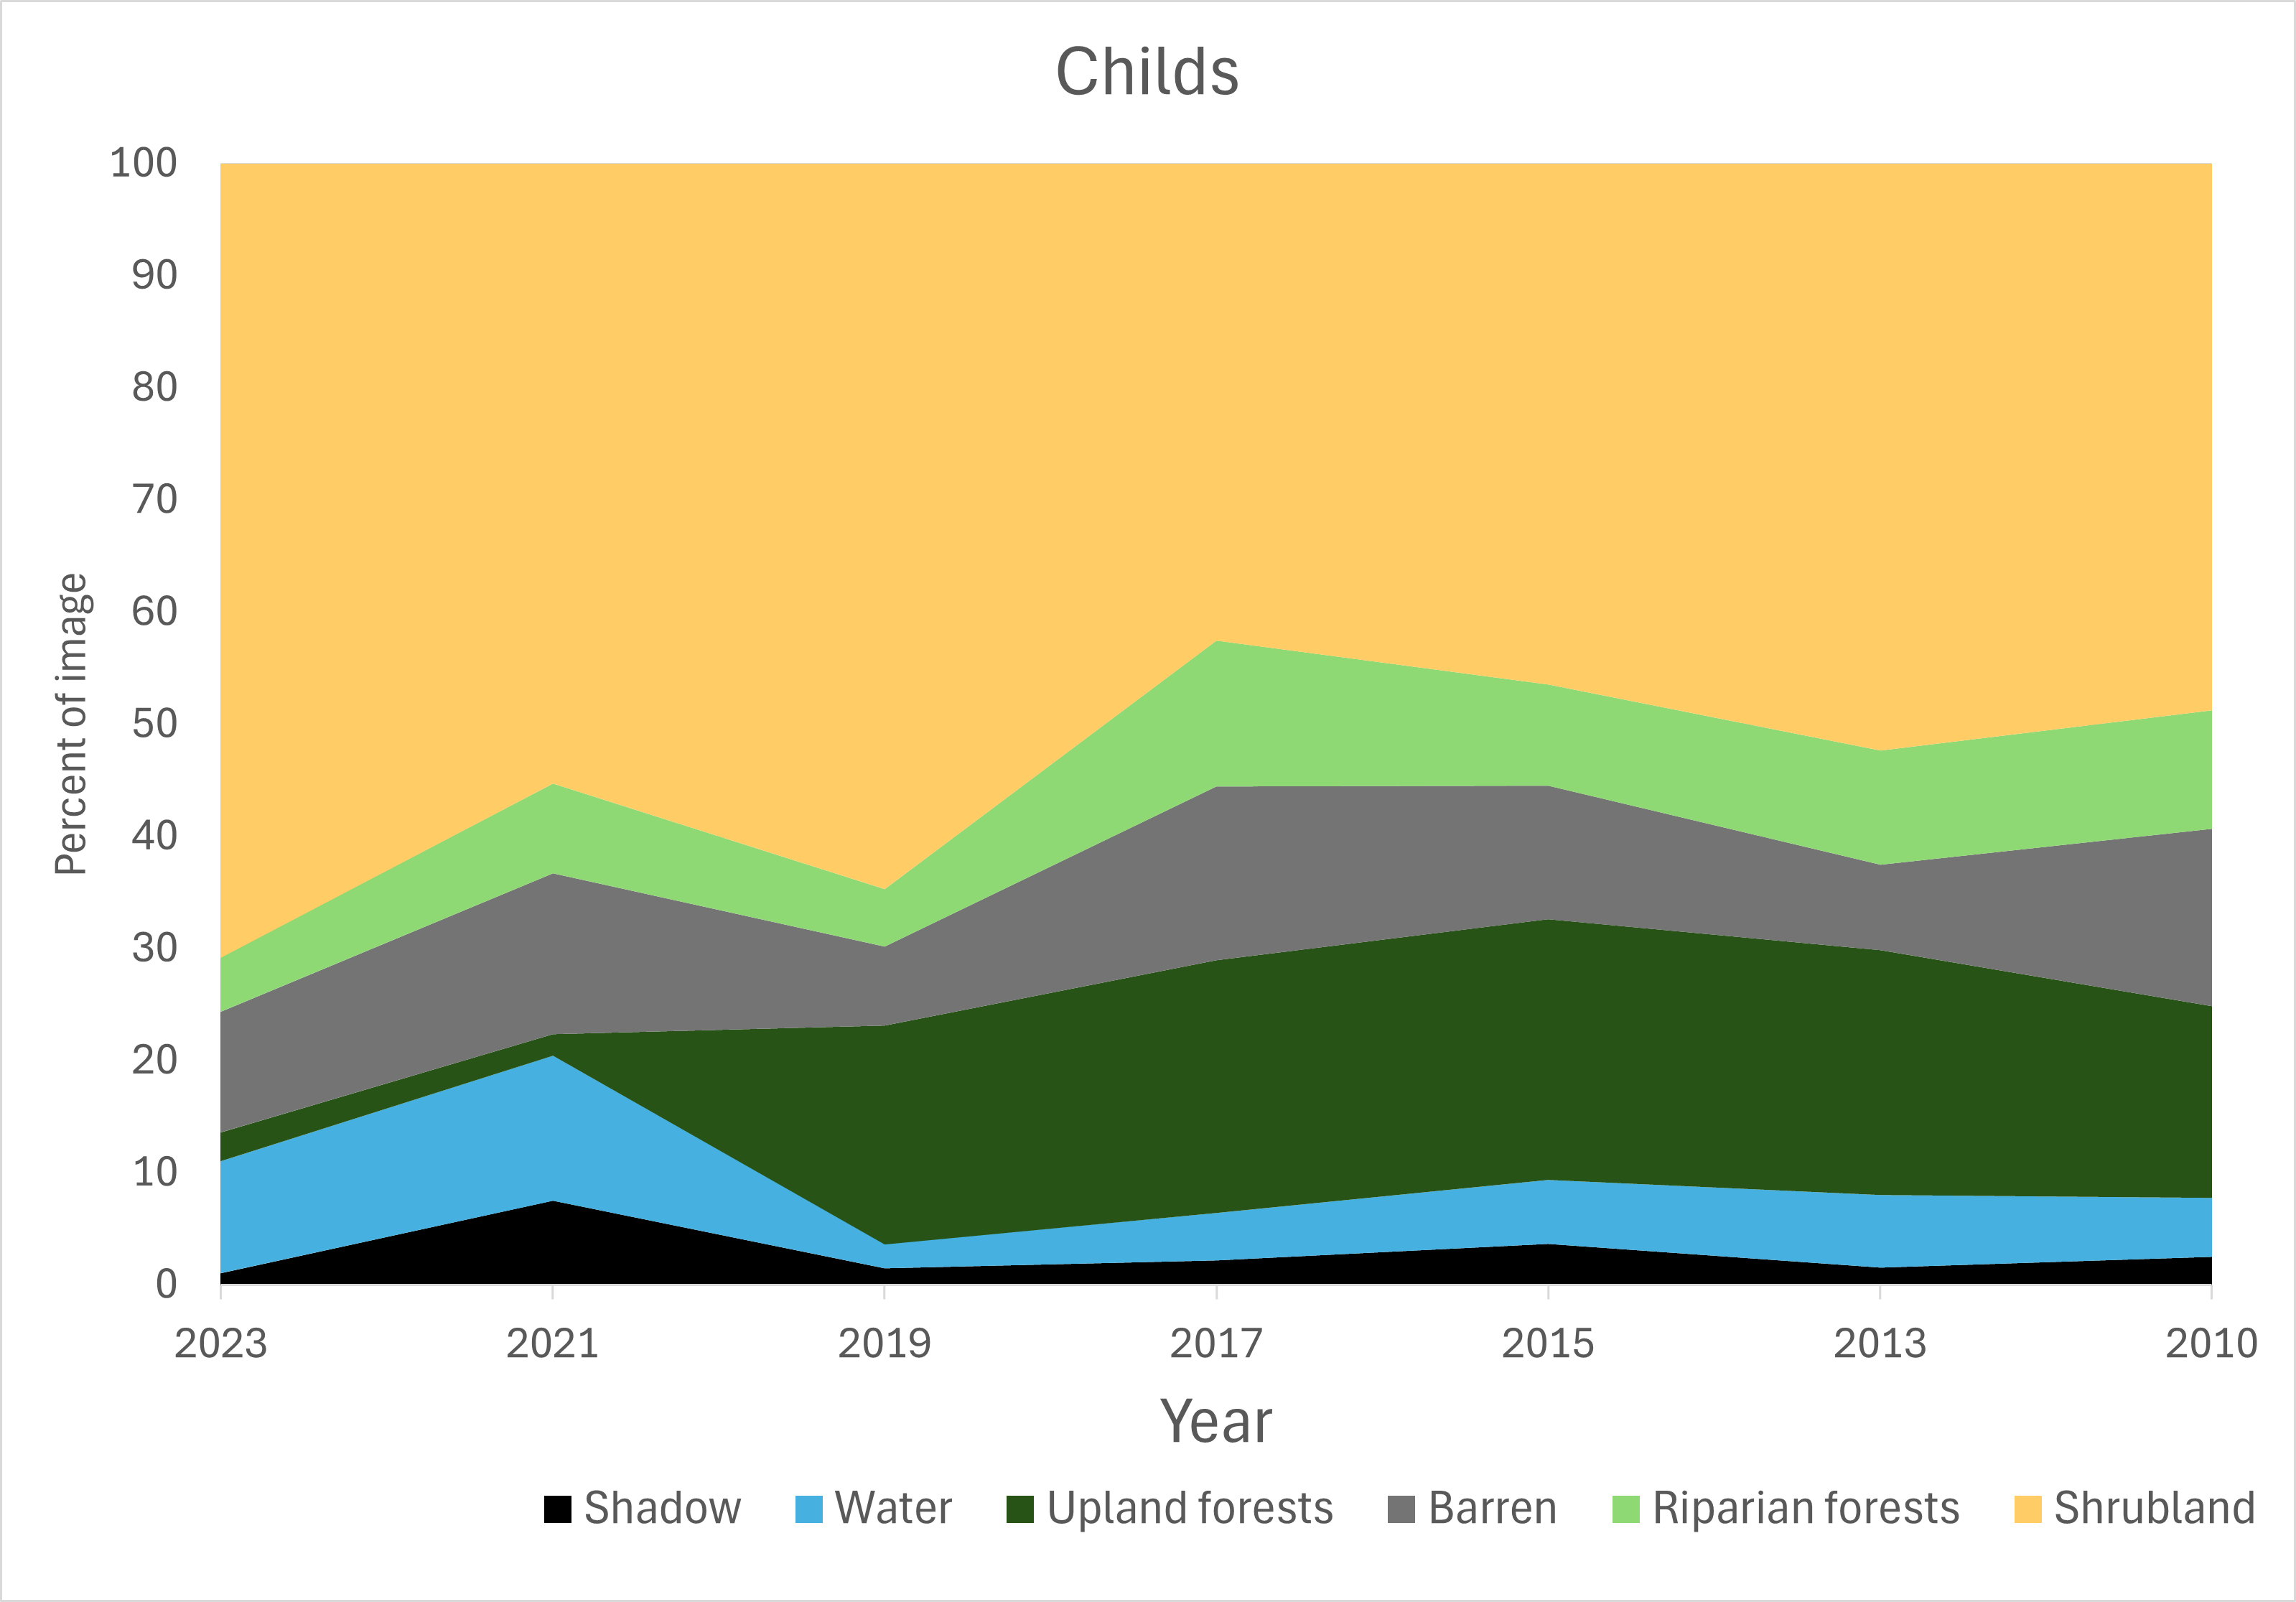 Childs
100
90
80
70
60
50
40
30
20
10
0
Percent of image
2023 2021 2019 2017 2015 2013 2010
Year
Shadow Water Upland forests Barren Riparian forests Shrubland